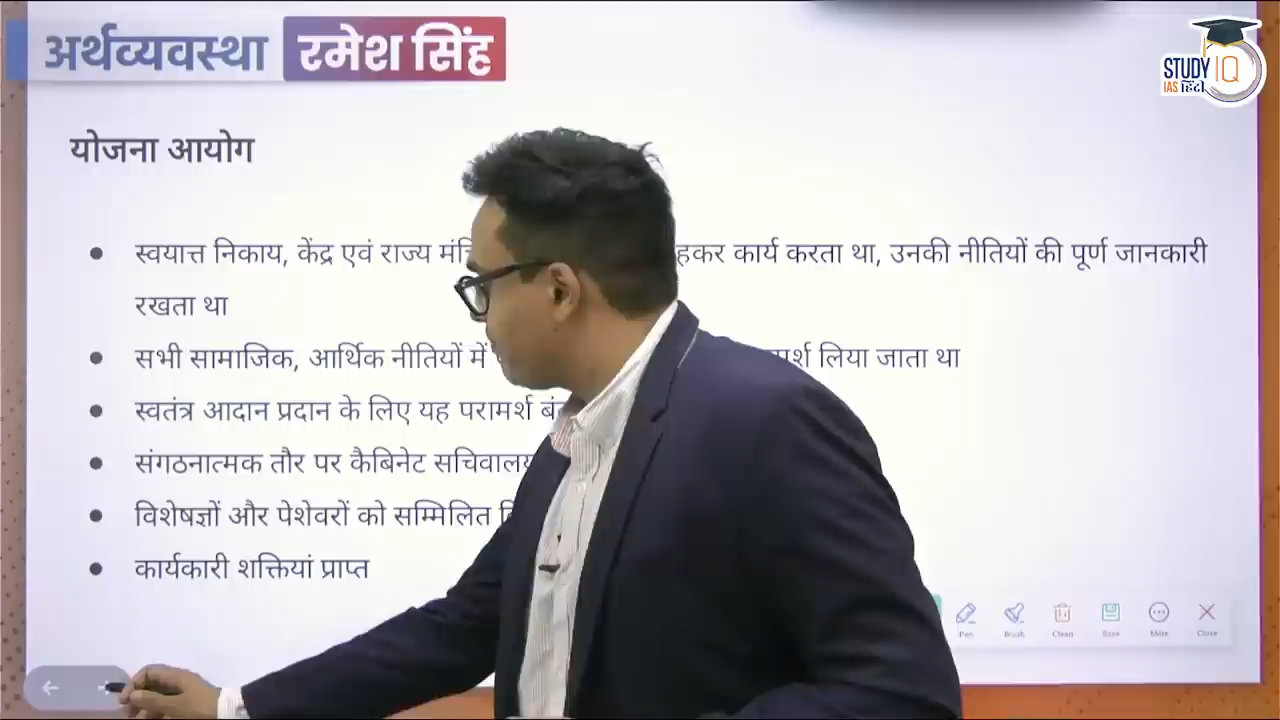 अर्थव्यवस्था रमेश सिंह
STUDY IQ
IAS हिंदी
योजना आयोग
स्वयात्त निकाय, केंद्र एवं राज्य हकर कार्य करता था, उनकी नीतियों की पूर्ण जानकारी
रखता था
सभी सामाजिक, आर्थिक नीतियों में लिया जाता था
स्वतंत्र आदान प्रदान के लिए यह परामर्श
संगठनात्मक तौर पर कैबिनेट सचिवालय
विशेषज्ञों और पेशेवरों को सम्मिलित
कार्यकारी शक्तियां प्राप्त
Pen Brush Clean Save More Close